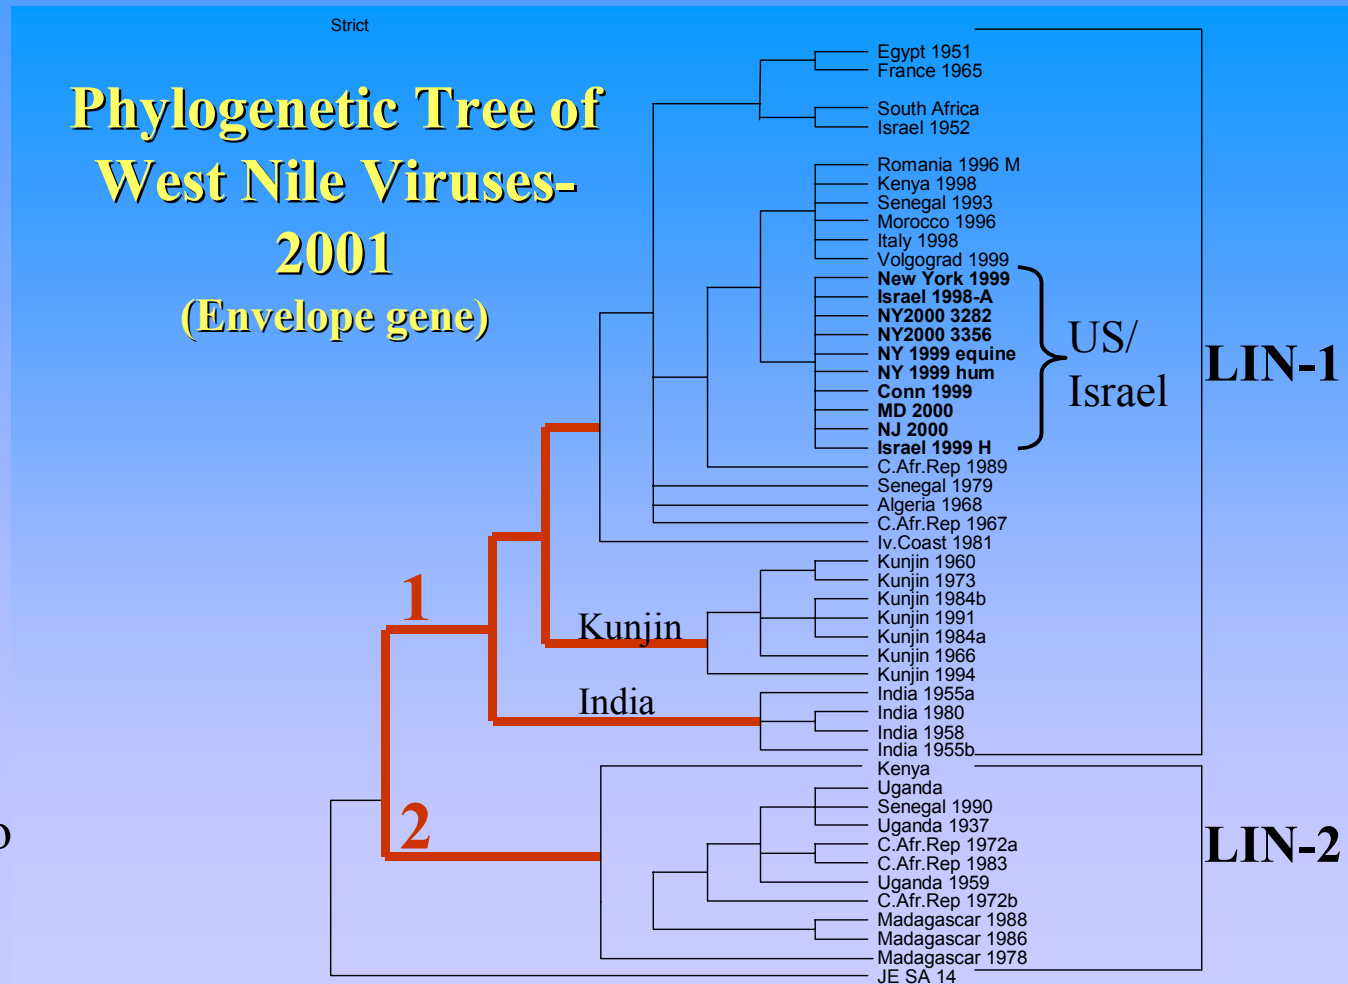 Strict
Phylogenetic Tree of
West Nile Viruses-
2001
(Envelope gene)
Egypt 1951
France 1965
South Africa
Israel 1952
Romania 1996 M
Kenya 1998
Senegal 1993
Morocco 1996
Italy 1998
Volgograd 1999
New York 1999
Israel 1998-A
NY2000 3282
NY2000 3356
NY 1999 equine
NY 1999 hum
Conn 1999
MD 2000
NJ 2000
Israel 1999 H
US/
Israel
LIN-1
C.Afr.Rep 1989
Senegal 1979
Algeria 1968
C.Afr.Rep 1967
Iv.Coast 1981
Kunjin 1960
Kunjin 1973
Kunjin 1984b
Kunjin 1991
Kunjin 1984a
Kunjin 1966
Kunjin 1994
1
Kunjin
India
India 1955a
India 1980
India 1958
India 1955b
Kenya
Uganda
Senegal 1990
Uganda 1937
C.Afr.Rep 1972a
C.Afr.Rep 1983
Uganda 1959
C.Afr.Rep 1972b
Madagascar 1988
Madagascar 1986
Madagascar 1978
JE SA 14
2
LIN-2